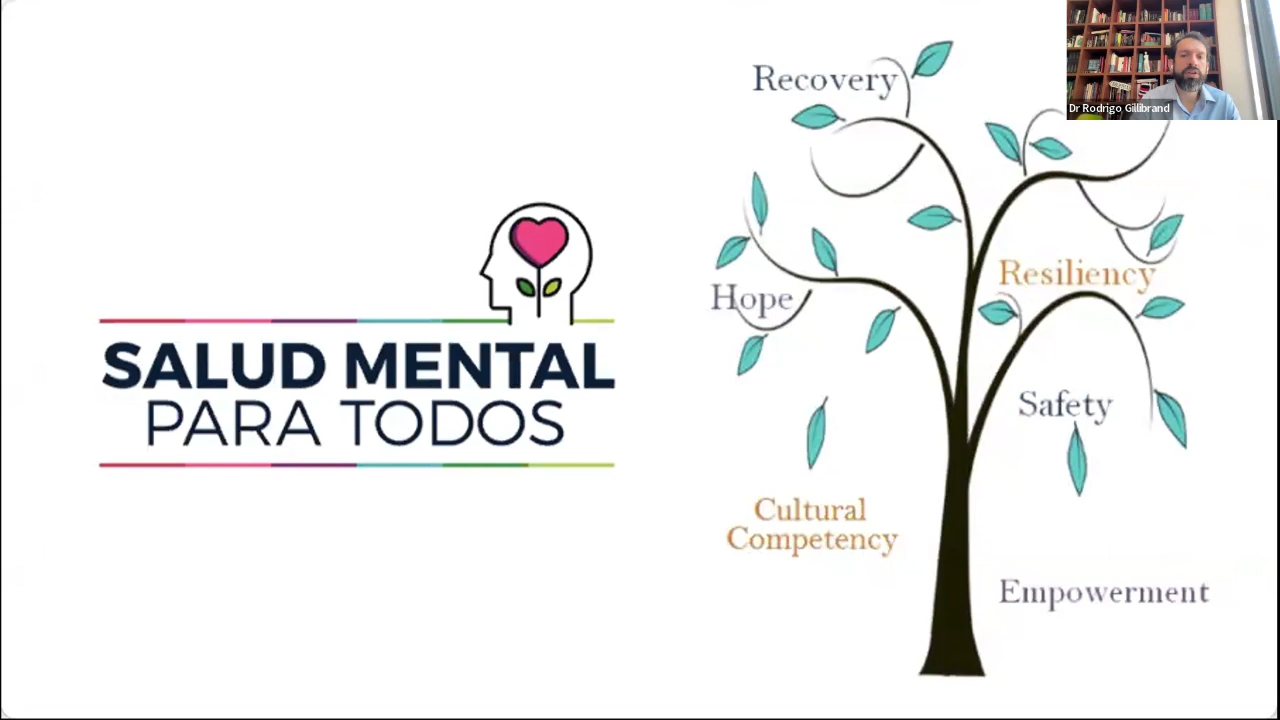 Dr Rodrigo Gillibrand
Recovery
Resiliency
Hope
SALUD MENTAL
PARA TODOS
Safety
Cultural
Competency
Empowerment